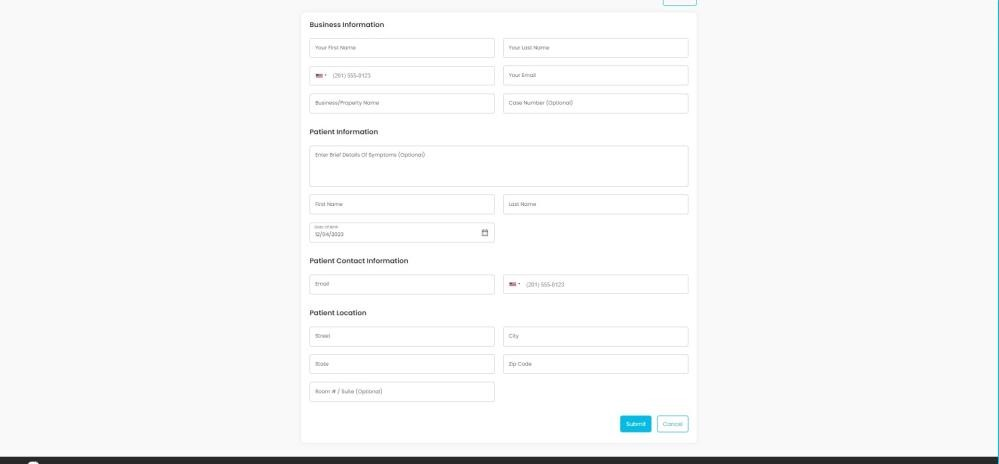 Business Information
Your First Name
Your Last Name
(201) 555-0123
Your Email
Business/Property Name
Case Number (Optional)
Patient Information
Enter Brief Details Of Symptoms (Optional)
First Name
Last Name
Date of Birth
12/04/2023
Patient Contact Information
Email
(201) 555-0123
Patient Location
Street
City
State
Zip Code
Room # / Suite (Optional)
Submit
Cancel